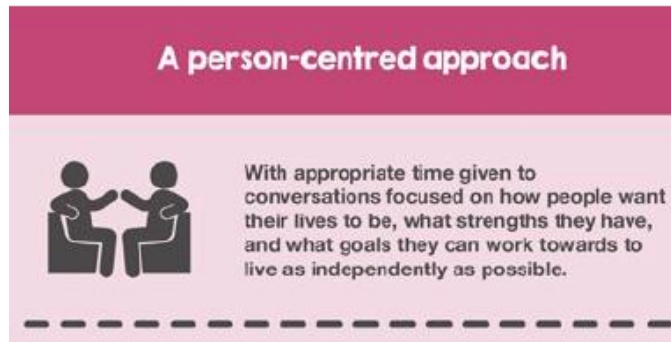 A person-centred approach
With appropriate time given to
conversations focused on how people want
their lives to be, what strengths they have,
and what goals they can work towards to
live as independently as possible.